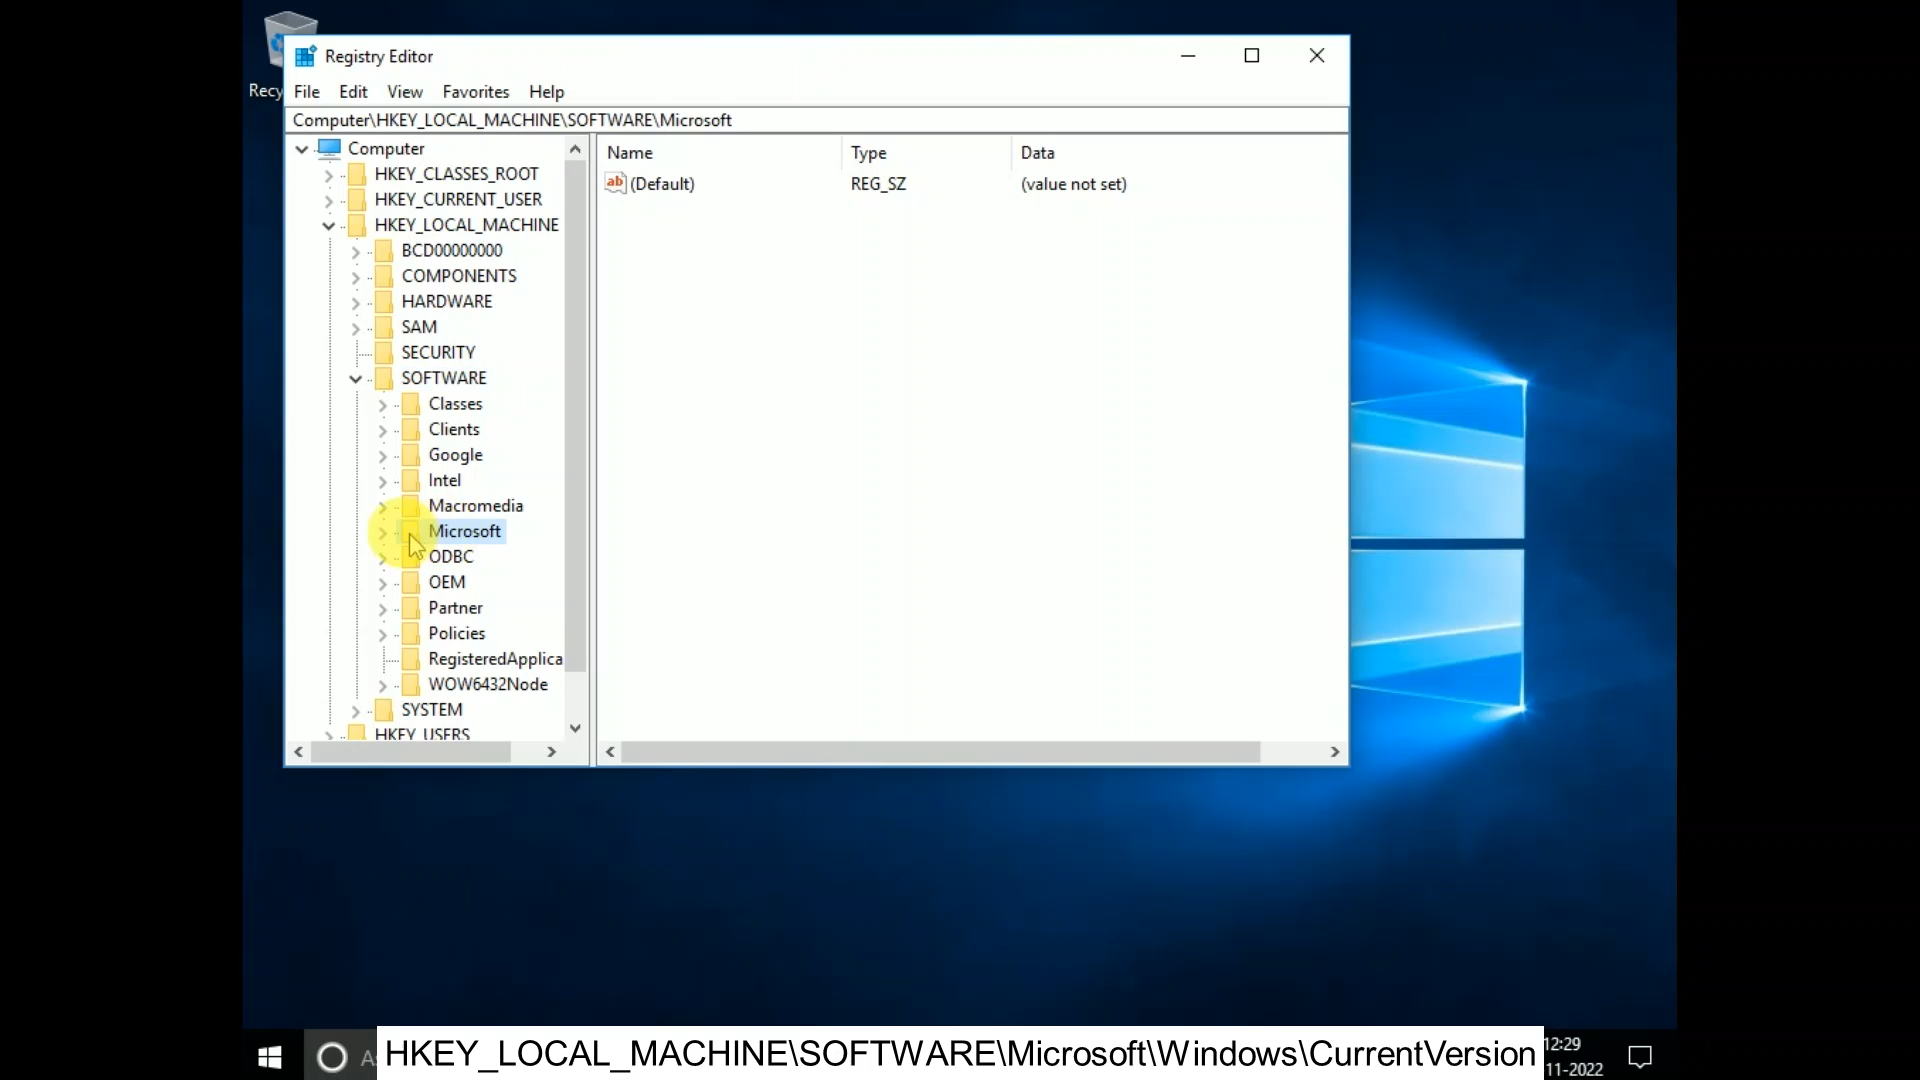 Recy
Registry Editor
File Edit View Favorites Help
Computer\HKEY_LOCAL_MACHINE\SOFTWARE\Microsoft
Computer
HKEY_CLASSES_ROOT
HKEY_CURRENT_USER
HKEY_LOCAL_MACHINE
BCD00000000
COMPONENTS
HARDWARE
SAM
SECURITY
SOFTWARE
Classes
Clients
Google
Intel
Macromedia
Microsoft
ODBC
OEM
Partner
Policies
RegisteredApplica
WOW6432Node
SYSTEM
HKEY_USERS
Name Type Data
ab (Default) REG_SZ (value not set)
HKEY_LOCAL_MACHINE\SOFTWARE\Microsoft\Windows\CurrentVersion
12:29
11-2022